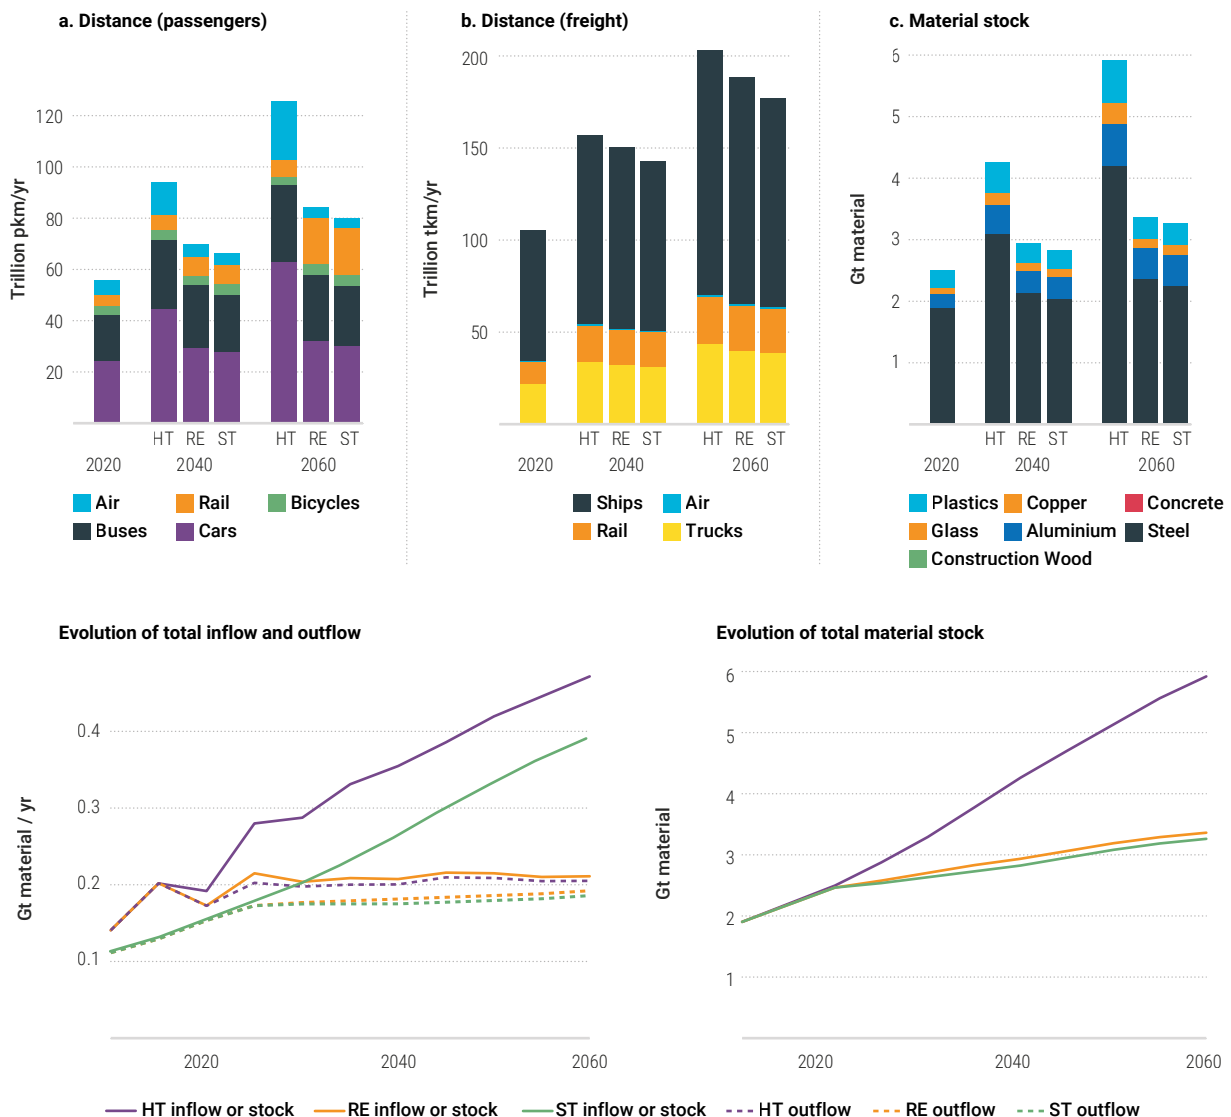 a. Distance (passengers)
Trillion pkm/yr
120
100
80
60
40
20
HT RE ST HT RE ST
2020 2040 2060
Air Rail Bicycles
Buses Cars
b. Distance (freight)
Trillion tkm/yr
200
150
100
50
HT RE ST HT RE ST
2020 2040 2060
Ships Air
Rail Trucks
c. Material stock
Gt material
6
5
4
3
2
1
HT RE ST HT RE ST
2020 2040 2060
Plastics Copper Concrete
Glass Aluminium Steel
Construction Wood
Evolution of total inflow and outflow
Gt material / yr
0.4
0.3
0.2
0.1
2020 2040 2060
Evolution of total material stock
Gt material
6
5
4
3
2
1
2020 2040 2060
HT inflow or stock RE inflow or stock ST inflow or stock HT outflow RE outflow ST outflow